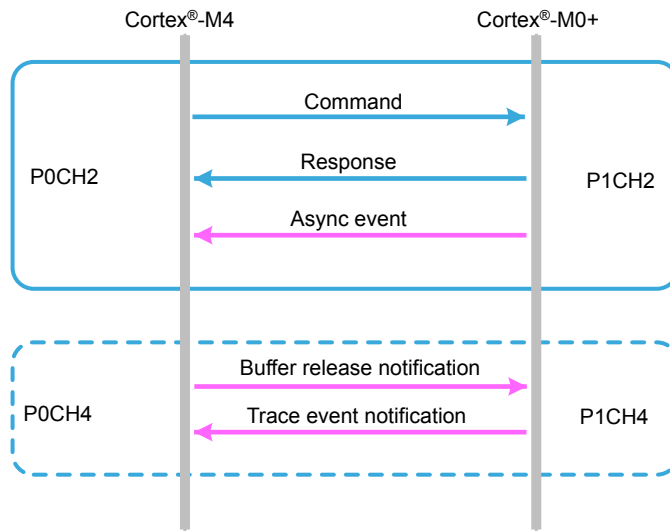 Cortex®-M4
Cortex®-M0+
Command
Response
P0CH2
P1CH2
Async event
Buffer release notification
P0CH4
Trace event notification
P1CH4